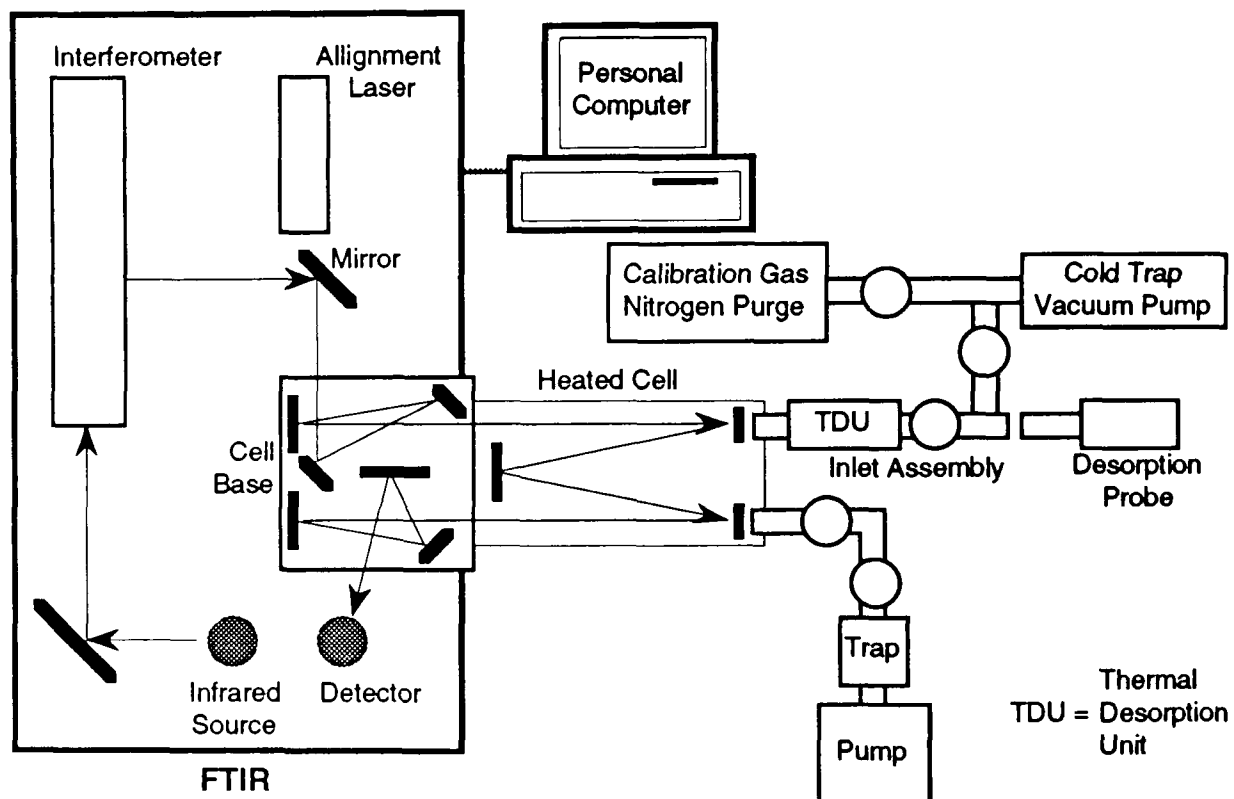 Interferometer
Allignment
Laser
Personal
Computer
Mirror
Calibration Gas
Nitrogen Purge
Cold Trap
Vacuum Pump
Heated Cell
Cell
Base
TDU
Inlet Assembly
Desorption
Probe
Infrared
Source
Detector
Trap
Pump
Thermal
TDU = Desorption
Unit
FTIR